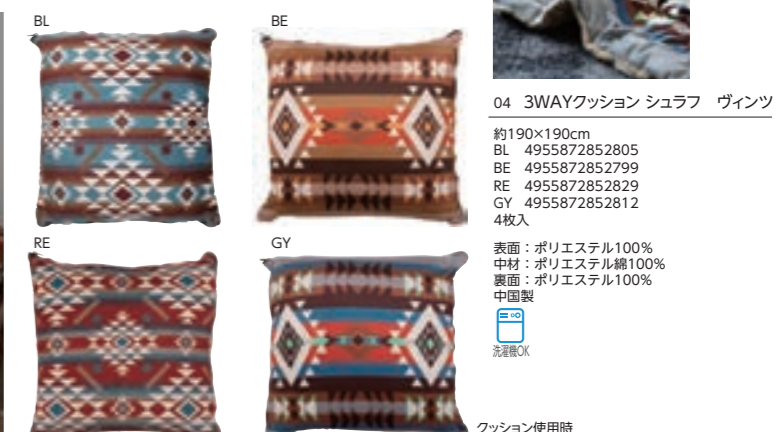 BL
BE
RE
GY
04 3WAYクッション シュラフ ヴィンツ
約190×190cm
BL 4955872852805
BE 4955872852799
RE 4955872852829
GY 4955872852812
4枚入
表面：ポリエステル100％
中材：ポリエステル綿100％
裏面：ポリエステル100％
中国製
洗濯機OK
クッション使用時